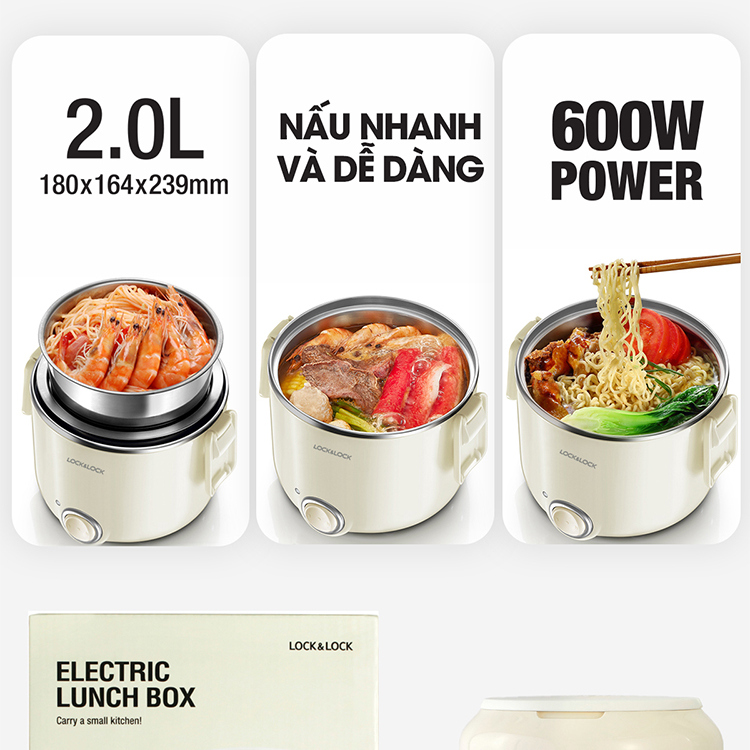 2.0L
180x164x239mm
NẤU NHANH
VÀ DỄ DÀNG
600W
POWER
LOCK&LOCK
LOCK&LOCK
LOCK&LOCK
LOCK&LOCK
ELECTRIC
LUNCH BOX
Carry a small kitchen!